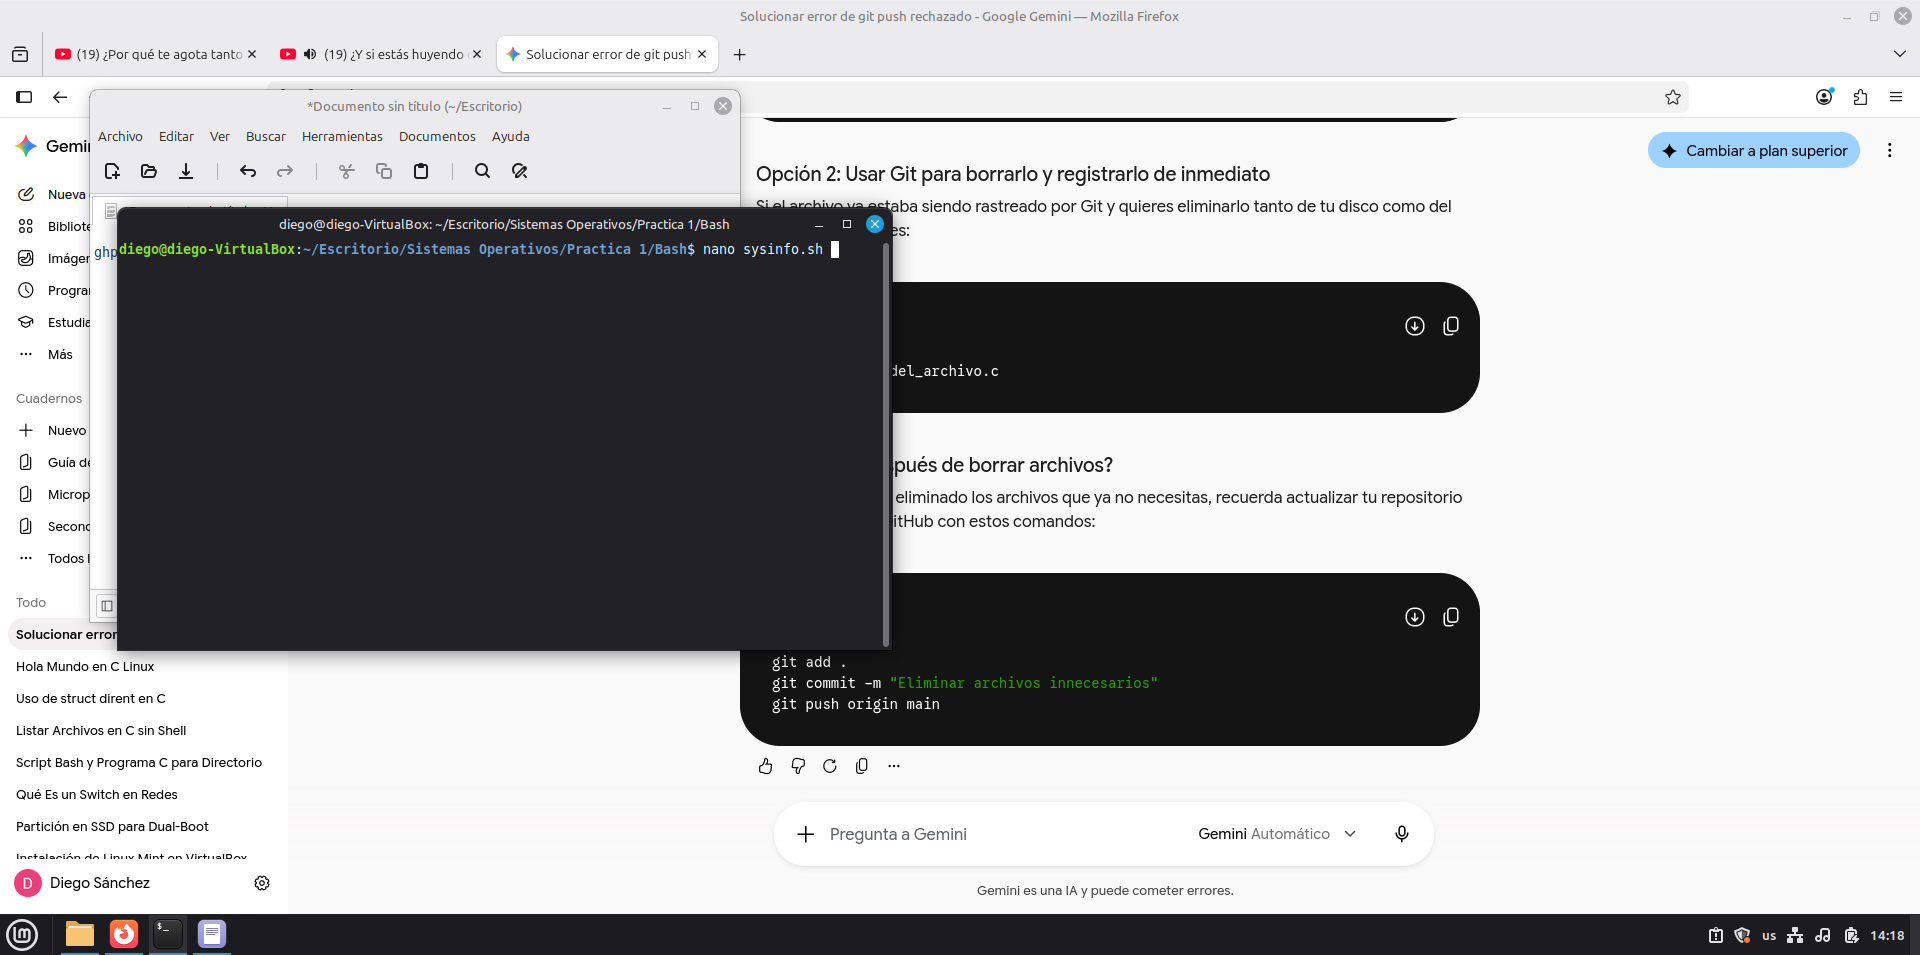 Solucionar error de git push rechazado - Google Gemini — Mozilla Firefox
(19) ¿Por qué te agota tanto
(19) ¿Y si estás huyendo
Solucionar error de git push
*Documento sin título (~/Escritorio)
Archivo Editar Ver Buscar Herramientas Documentos Ayuda
Nueva
Imágen
Progra
Estudia
Más
Cuadernos
Nuevo
Guía de
Microp
Secon
Todos
Todo
Solucionar error
Hola Mundo en C Linux
Uso de struct dirent en C
Listar Archivos en C sin Shell
Script Bash y Programa C para Directorio
Qué Es un Switch en Redes
Partición en SSD para Dual-Boot
Instalación de Linux Mint en VirtualBox
D
Diego Sánchez
ghp
diego@diego-VirtualBox: ~/Escritorio/Sistemas Operativos/Practica 1/Bash
diego@diego-VirtualBox:~/Escritorio/Sistemas Operativos/Practica 1/Bash$ nano sysinfo.sh
Cambiar a plan superior
Opción 2: Usar Git para borrarlo y registrarlo de inmediato
Si el archivo ya estaba siendo rastreado por Git y quieres eliminarlo tanto de tu disco como del
es:
del_archivo.c
spués de borrar archivos?
eliminado los archivos que ya no necesitas, recuerda actualizar tu repositorio
itHub con estos comandos:
git add .
git commit -m "Eliminar archivos innecesarios"
git push origin main
Pregunta a Gemini
Gemini Automático
Gemini es una IA y puede cometer errores.
us
14:18